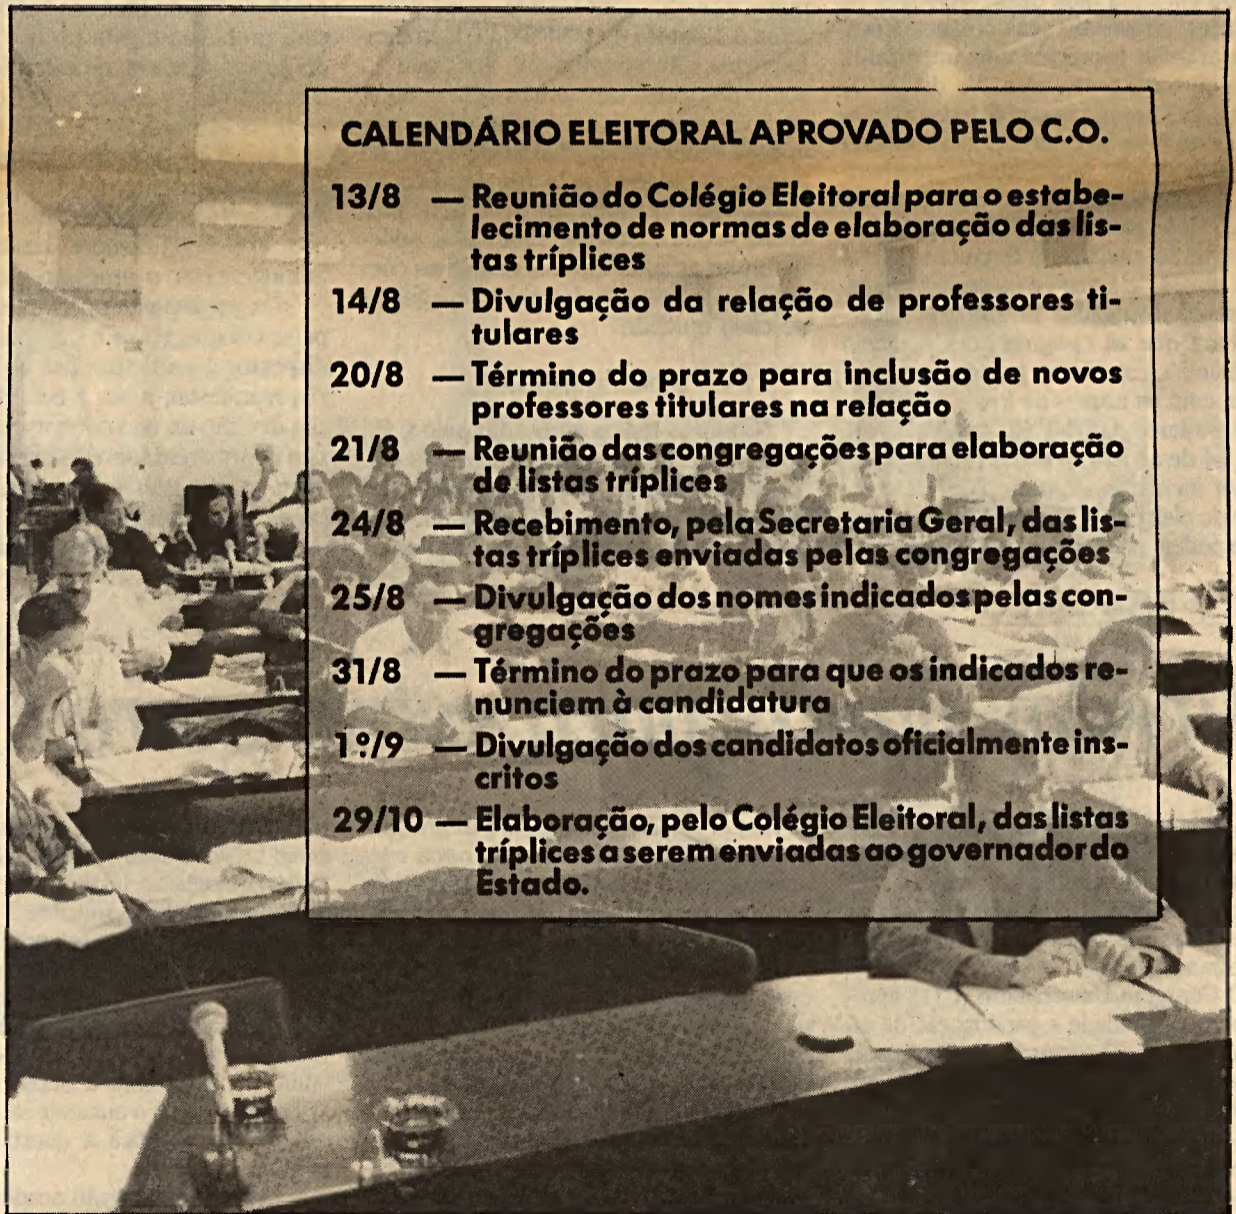 CALENDÁRIO ELEITORAL APROVADO PELO C.O.
13/8 — Reunião do Colégio Eleitoral para o estabe-
lecimento de normas de elaboração das lis-
tas tríplices
14/8 — Divulgação da relação de professores ti-
tulares
20/8 — Término do prazo para inclusão de novos
professores titulares na relação
21/8 — Reunião das congregações para elaboração
de listas tríplices
24/8 — Recebimento, pela Secretaria Geral, das lis-
tas tríplices enviadas pelas congregações
25/8 — Divulgação dos nomes indicados pelas con-
gregações
31/8 — Término do prazo para que os indicados re-
nunciem à candidatura
1º/9 — Divulgação dos candidatos oficialmente ins-
critos
29/10 — Elaboração, pelo Colégio Eleitoral, das listas
tríplices a serem enviadas ao governador do
Estado.